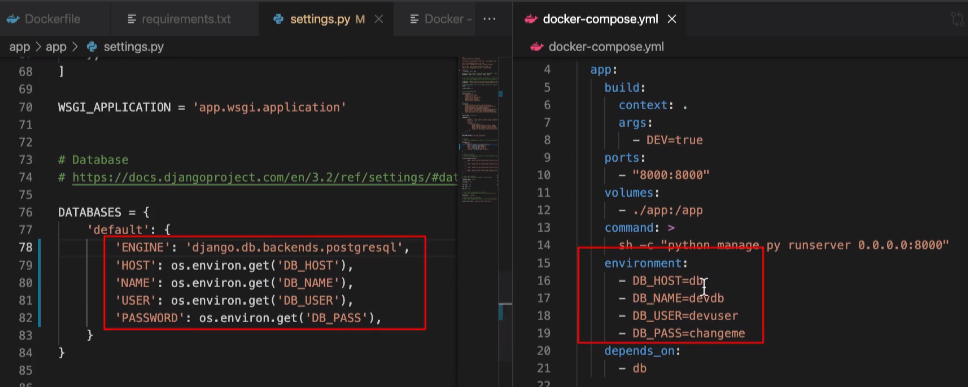 Dockerfile
requirements.txt
settings.py M
Docker
app > app > settings.py
68 ]
69
70 WSGI_APPLICATION = 'app.wsgi.application'
71
72
73 # Database
74 # https://docs.djangoproject.com/en/3.2/ref/settings/#dat
75
76 DATABASES = {
77 'default': {
78 'ENGINE': 'django.db.backends.postgresql',
79 'HOST': os.environ.get('DB_HOST'),
80 'NAME': os.environ.get('DB_NAME'),
81 'USER': os.environ.get('DB_USER'),
82 'PASSWORD': os.environ.get('DB_PASS'),
83 }
84 }
85
docker-compose.yml
docker-compose.yml
4 app:
5 build:
6 context: .
7 args:
8 - DEV=true
9 ports:
10 - "8000:8000"
11 volumes:
12 - ./app:/app
13 command: >
14 sh -c "python manage.py runserver 0.0.0.0:8000"
15 environment:
16 - DB_HOST=db
17 - DB_NAME=devdb
18 - DB_USER=devuser
19 - DB_PASS=changeme
20 depends_on:
21 - db
22